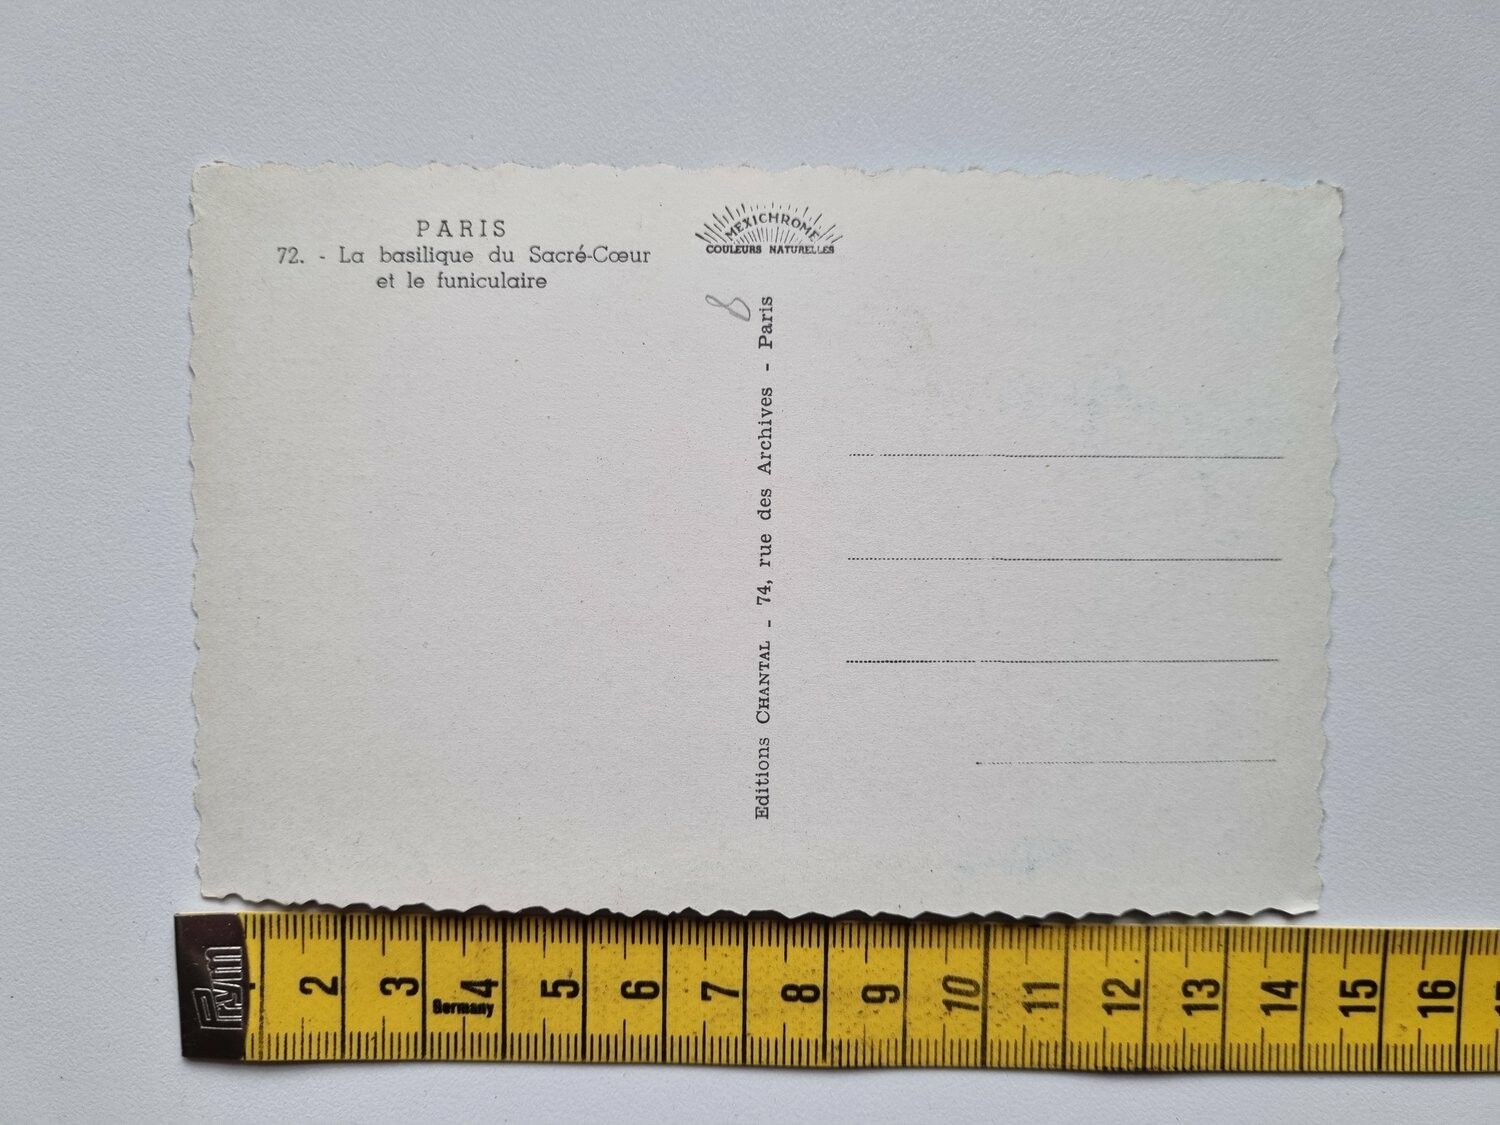 PARIS
72. - La basilique du Sacré-Cœur
et le funiculaire
MEXICHROME
COULEURS NATURELLES
8
Editions CHANTAL - 74, rue des Archives - Paris
Prym
2 3 4 5 6 7 8 9 10 11 12 13 14 15 16
Germany